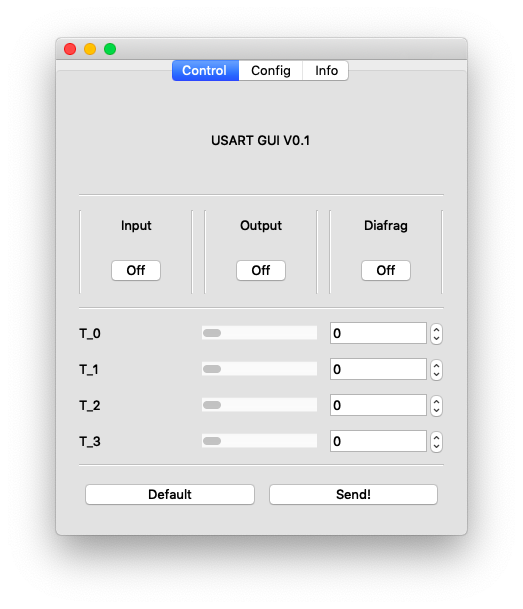 Control Config Info
USART GUI V0.1
Input Output Diafrag
Off Off Off
T_0 0
T_1 0
T_2 0
T_3 0
Default Send!